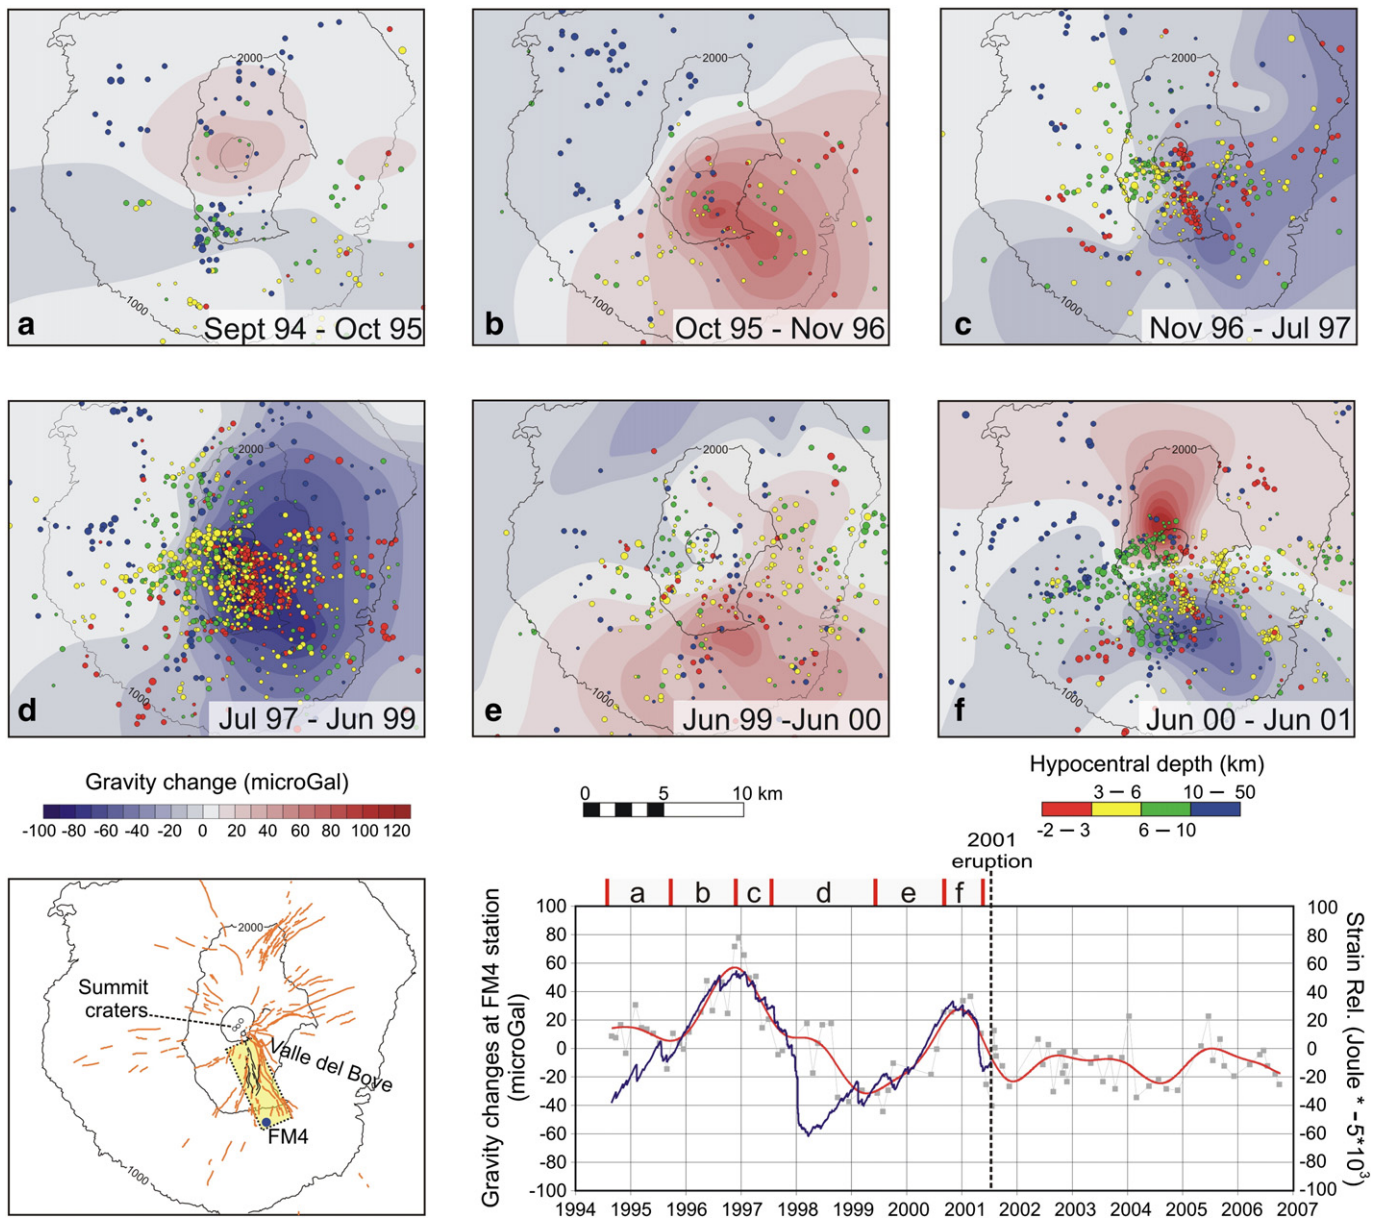 2000
1000
a
Sept 94 - Oct 95
2000
1000
b
Oct 95 - Nov 96
2000
1000
c
Nov 96 - Jul 97
2000
1000
d
Jul 97 - Jun 99
2000
1000
e
Jun 99 -Jun 00
2000
1000
f
Jun 00 - Jun 01
Gravity change (microGal)
-100 -80 -60 -40 -20 0 20 40 60 80 100 120
0 5 10 km
Hypocentral depth (km)
3 — 6 10 — 50
-2 — 3 6 — 10
2000
Summit
craters
Valle del Bove
FM4
1000
2001
eruption
a b c d e f
Gravity changes at FM4 station
(microGal)
100
80
60
40
20
0
-20
-40
-60
-80
-100
100
80
60
40
20
0
-20
-40
-60
-80
-100
Strain Rel. (Joule * -5*10³)
1994 1995 1996 1997 1998 1999 2000 2001 2002 2003 2004 2005 2006 2007